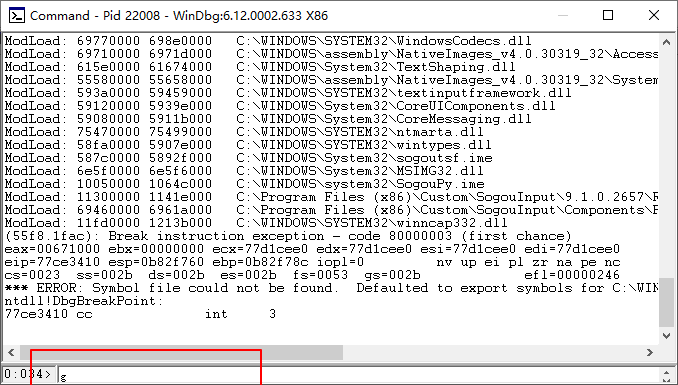 Command - Pid 22008 - WinDbg:6.12.0002.633 X86
ModLoad: 69770000 698e0000   C:\WINDOWS\SYSTEM32\WindowsCodecs.dll
ModLoad: 69710000 6971d000   C:\WINDOWS\assembly\NativeImages_v4.0.30319_32\Access
ModLoad: 615e0000 61674000   C:\WINDOWS\System32\TextShaping.dll
ModLoad: 55580000 55658000   C:\WINDOWS\assembly\NativeImages_v4.0.30319_32\System
ModLoad: 593a0000 59459000   C:\WINDOWS\SYSTEM32\textinputframework.dll
ModLoad: 59120000 5939e000   C:\WINDOWS\System32\CoreUIComponents.dll
ModLoad: 59080000 5911b000   C:\WINDOWS\System32\CoreMessaging.dll
ModLoad: 75470000 75499000   C:\WINDOWS\SYSTEM32\ntmarta.dll
ModLoad: 58fa0000 5907e000   C:\WINDOWS\SYSTEM32\wintypes.dll
ModLoad: 587c0000 5892f000   C:\WINDOWS\system32\sogoutsf.ime
ModLoad: 6e5f0000 6e5f6000   C:\WINDOWS\SYSTEM32\MSIMG32.dll
ModLoad: 10050000 1064c000   C:\WINDOWS\system32\SogouPy.ime
ModLoad: 11300000 1141e000   C:\Program Files (x86)\Custom\SogouInput\9.1.0.2657\R
ModLoad: 69460000 6961a000   C:\Program Files (x86)\Custom\SogouInput\Components\P
ModLoad: 11fd0000 1213b000   C:\WINDOWS\SYSTEM32\winncap332.dll
(55f8.1fac): Break instruction exception - code 80000003 (first chance)
eax=00671000 ebx=00000000 ecx=77d1cee0 edx=77d1cee0 esi=77d1cee0 edi=77d1cee0
eip=77ce3410 esp=0b82f760 ebp=0b82f78c iopl=0         nv up ei pl zr na pe nc
cs=0023  ss=002b  ds=002b  es=002b  fs=0053  gs=002b             efl=00000246
*** ERROR: Symbol file could not be found.  Defaulted to export symbols for C:\WIN
ntdll!DbgBreakPoint:
77ce3410 cc              int     3
0:034> g